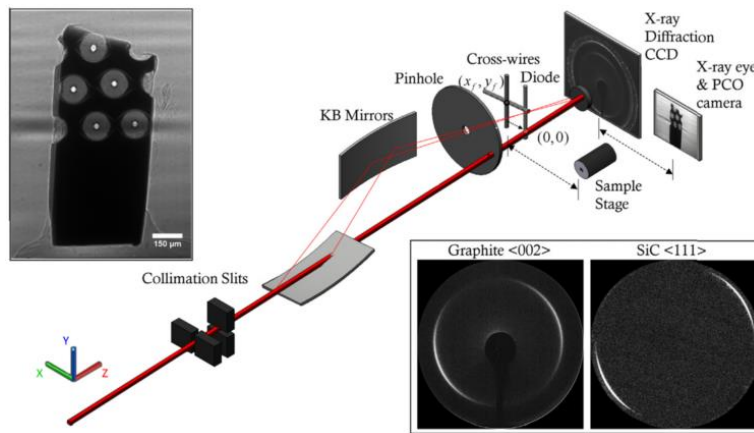 150 μm
X-ray
Diffraction
CCD
X-ray eye
& PCO
camera
Cross-wires
(x_f, y_f)
Diode
Pinhole
KB Mirrors
(0,0)
Sample
Stage
Collimation Slits
Y
X
Z
Graphite <002>
SiC <111>